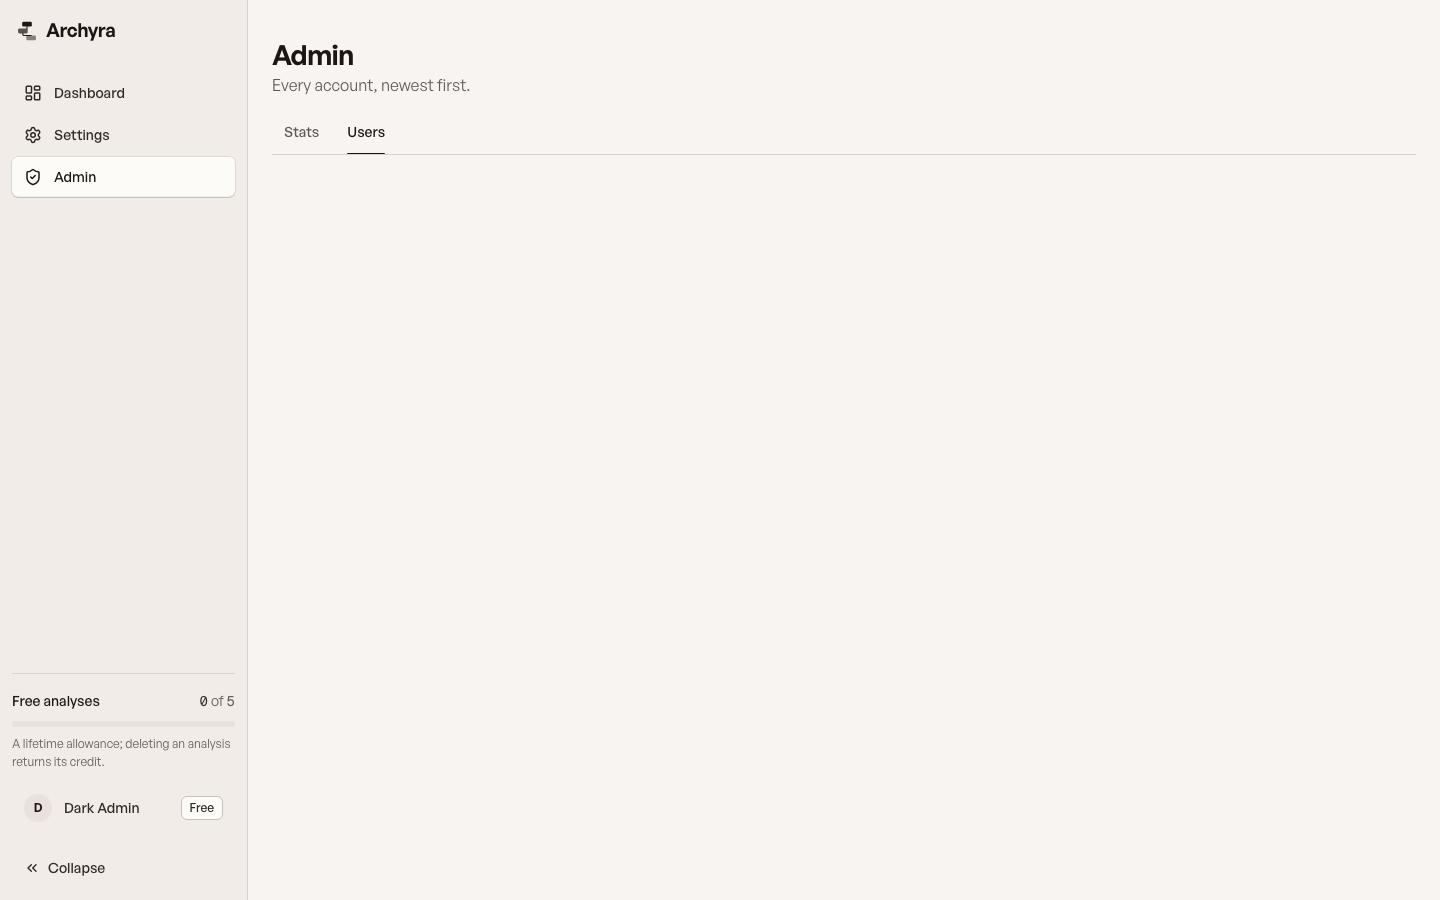 Archyra
Dashboard
Settings
Admin
Free analyses 0 of 5
A lifetime allowance; deleting an analysis
returns its credit.
D Dark Admin Free
Collapse
Admin
Every account, newest first.
Stats Users